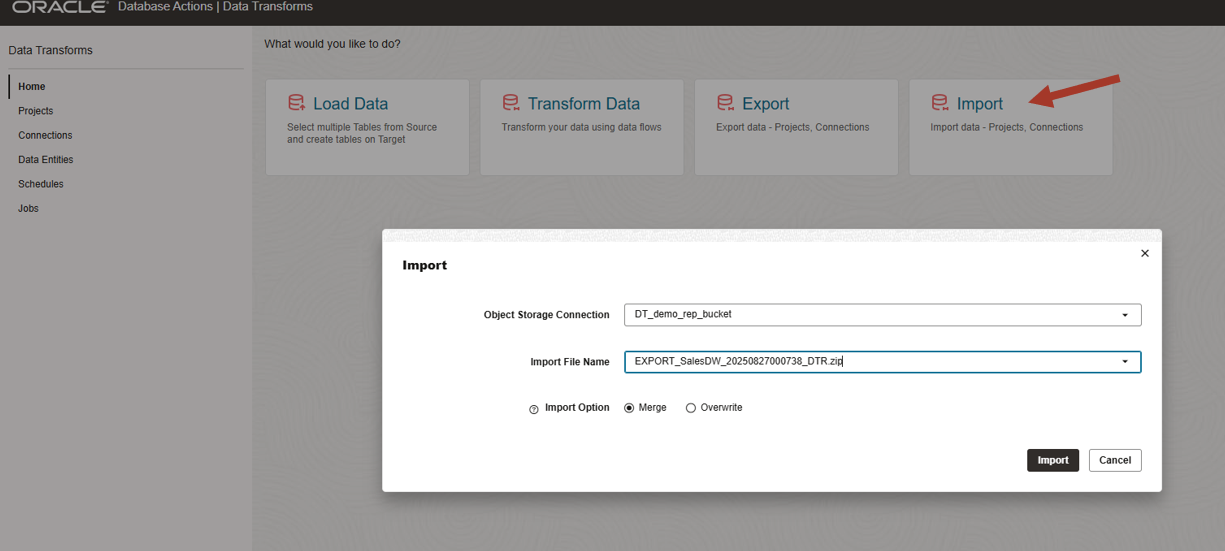 ORACLE Database Actions | Data Transforms
Data Transforms
Home
Projects
Connections
Data Entities
Schedules
Jobs
What would you like to do?
Load Data
Select multiple Tables from Source
and create tables on Target
Transform Data
Transform your data using data flows
Export
Export data - Projects, Connections
Import
Import data - Projects, Connections
Import
Object Storage Connection DT_demo_rep_bucket
Import File Name EXPORT_SalesDW_20250827000738_DTR.zip
Import Option Merge Overwrite
Import Cancel